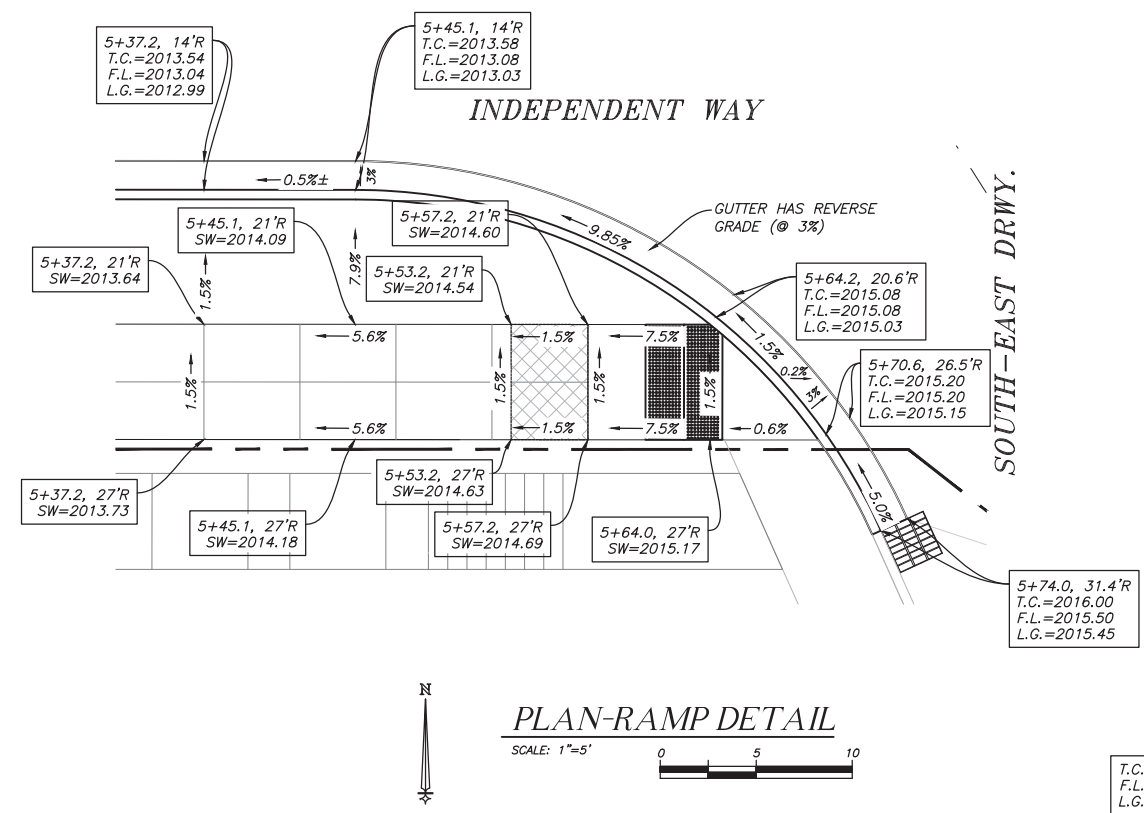 5+37.2, 14'R
T.C.=2013.54
F.L.=2013.04
L.G.=2012.99
5+45.1, 14'R
T.C.=2013.58
F.L.=2013.08
L.G.=2013.03
INDEPENDENT WAY
0.5%±
3%
5+45.1, 21'R
SW=2014.09
5+57.2, 21'R
SW=2014.60
9.85%
GUTTER HAS REVERSE
GRADE (@ 3%)
SOUTH-EAST DRWY.
5+37.2, 21'R
SW=2013.64
1.5%
7.9%
5+53.2, 21'R
SW=2014.54
5+64.2, 20.6'R
T.C.=2015.08
F.L.=2015.08
L.G.=2015.03
5.6%
1.5%
7.5%
1.5%
0.2%
3%
5+70.6, 26.5'R
T.C.=2015.20
F.L.=2015.20
L.G.=2015.15
1.5%
1.5%
1.5%
1.5%
5.6%
1.5%
7.5%
0.6%
5+37.2, 27'R
SW=2013.73
5+45.1, 27'R
SW=2014.18
5+53.2, 27'R
SW=2014.63
5+57.2, 27'R
SW=2014.69
5+64.0, 27'R
SW=2015.17
5.0%
5+74.0, 31.4'R
T.C.=2016.00
F.L.=2015.50
L.G.=2015.45
N
PLAN-RAMP DETAIL
SCALE: 1"=5'
0 5 10
T.C.
F.L.
L.G.